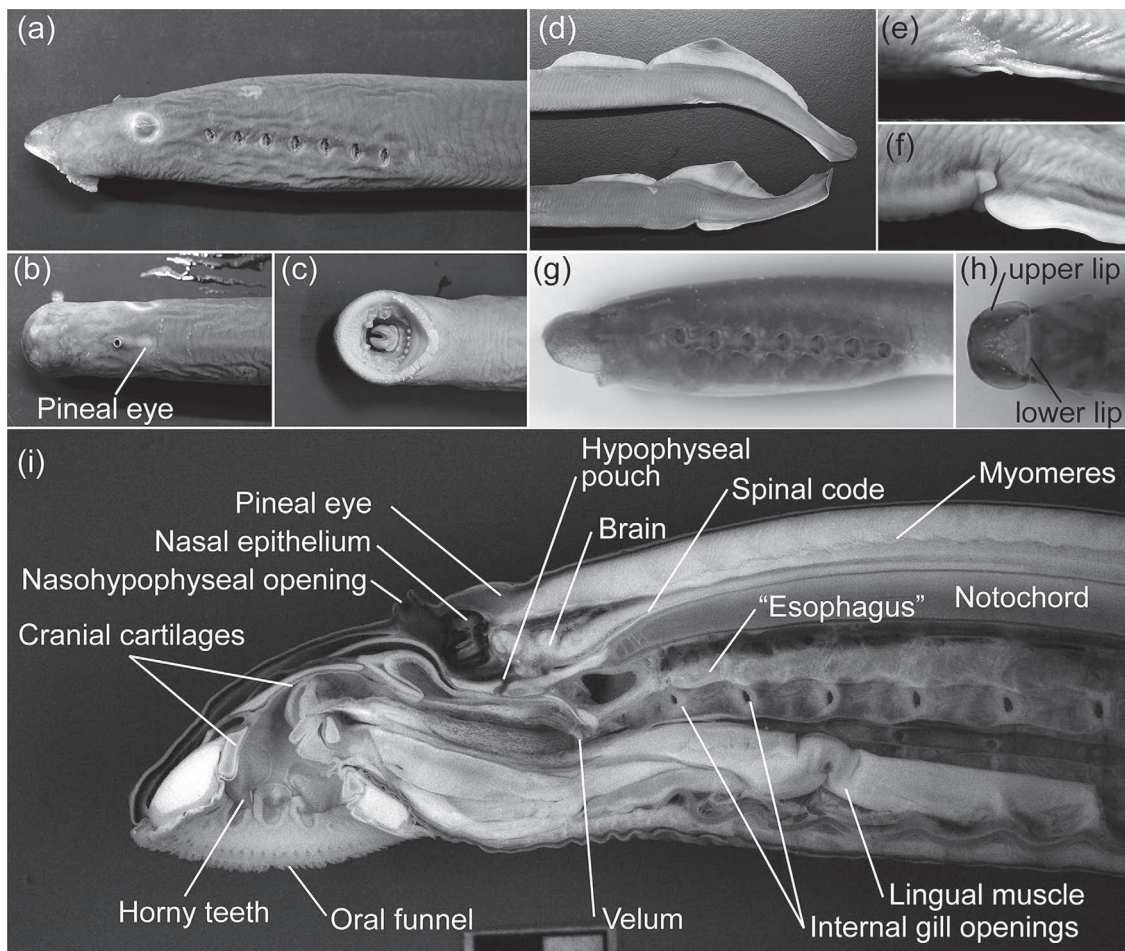 (a)
(b)
Pineal eye
(c)
(d)
(e)
(f)
(g)
(h)
upper lip
lower lip
(i)
Hypophyseal
pouch
Pineal eye
Spinal code
Myomeres
Nasal epithelium
Brain
Nasohypophyseal opening
"Esophagus"
Notochord
Cranial cartilages
Horny teeth
Oral funnel
Velum
Lingual muscle
Internal gill openings